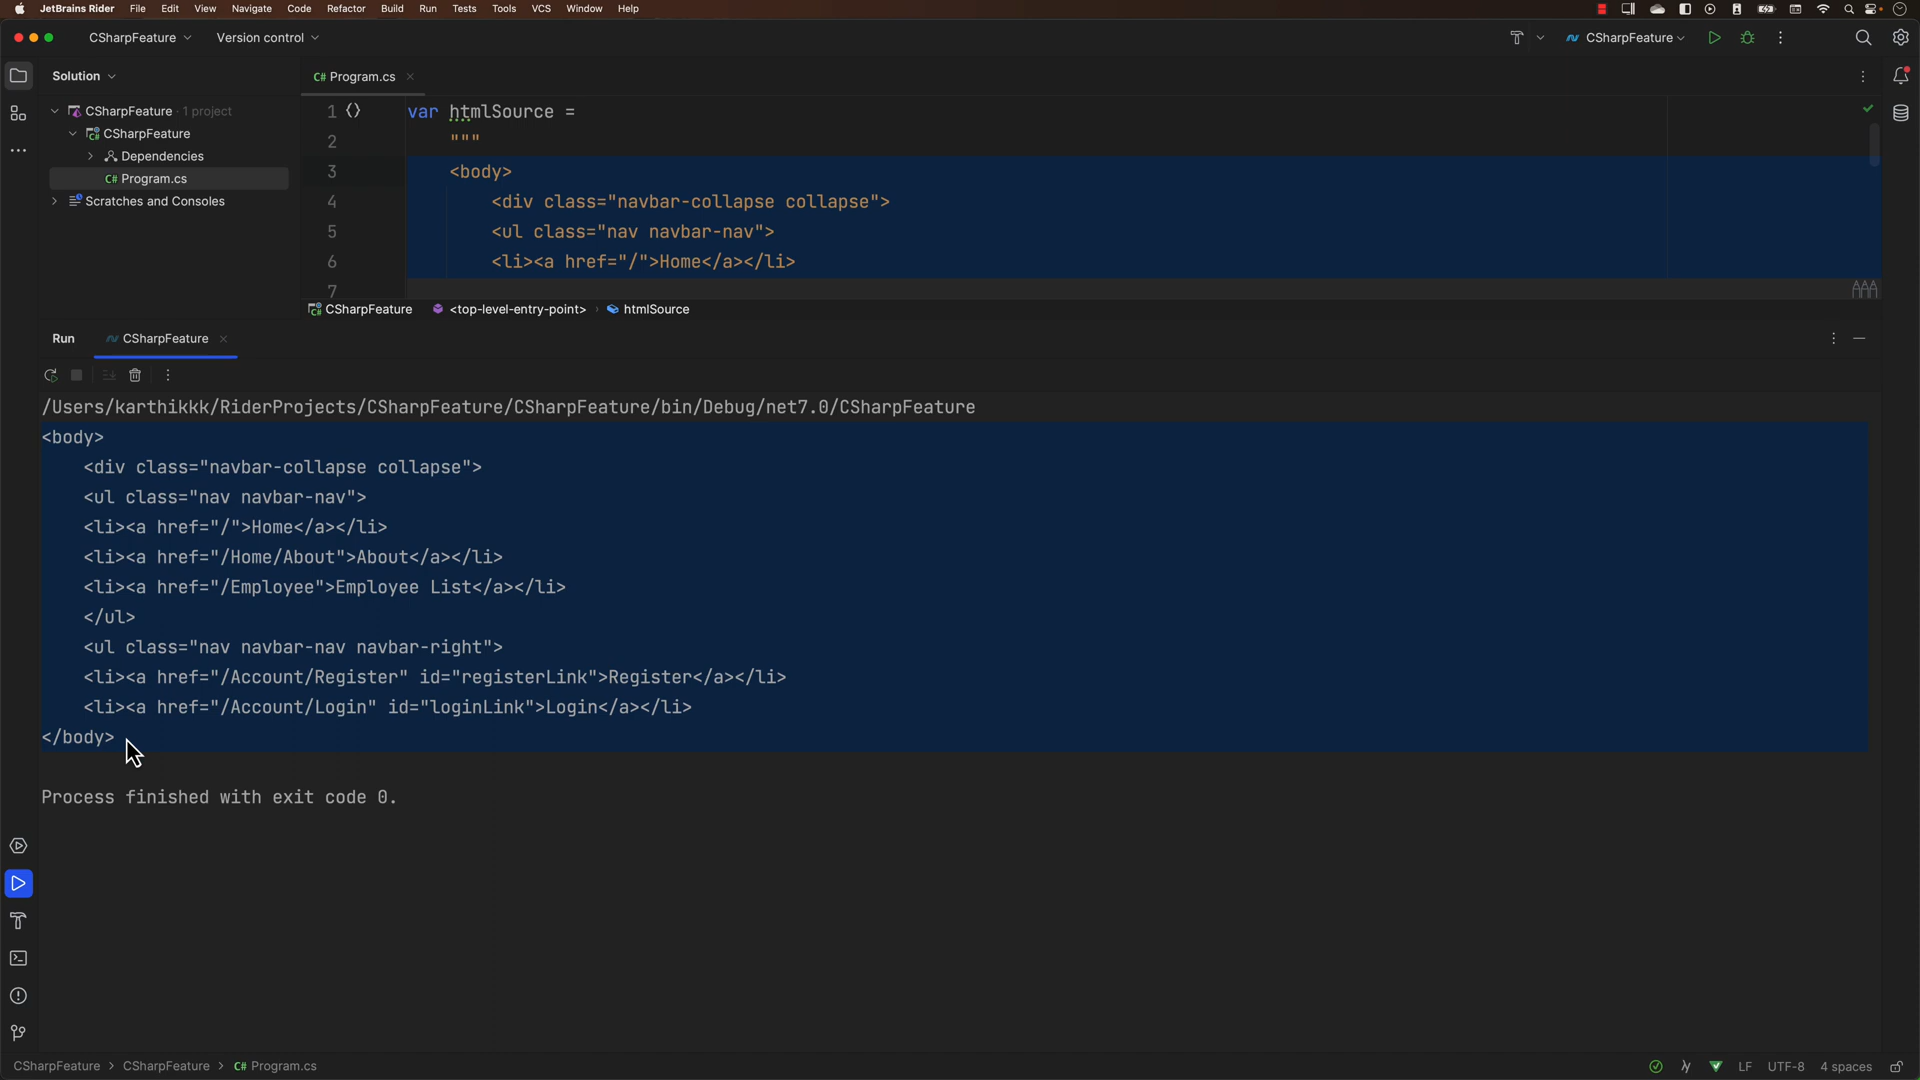 JetBrains Rider File Edit View Navigate Code Refactor Build Run Tests Tools VCS Window Help
CSharpFeature Version control CSharpFeature
Solution
C# Program.cs
CSharpFeature · 1 project
CSharpFeature
Dependencies
C# Program.cs
Scratches and Consoles
1 var htmlSource =
2 """
3 <body>
4 <div class="navbar-collapse collapse">
5 <ul class="nav navbar-nav">
6 <li><a href="/">Home</a></li>
7
CSharpFeature <top-level-entry-point> › htmlSource
Run CSharpFeature
/Users/karthikkk/RiderProjects/CSharpFeature/CSharpFeature/bin/Debug/net7.0/CSharpFeature
<body>
<div class="navbar-collapse collapse">
<ul class="nav navbar-nav">
<li><a href="/">Home</a></li>
<li><a href="/Home/About">About</a></li>
<li><a href="/Employee">Employee List</a></li>
</ul>
<ul class="nav navbar-nav navbar-right">
<li><a href="/Account/Register" id="registerLink">Register</a></li>
<li><a href="/Account/Login" id="loginLink">Login</a></li>
</body>
Process finished with exit code 0.
CSharpFeature > CSharpFeature > C# Program.cs LF UTF-8 4 spaces